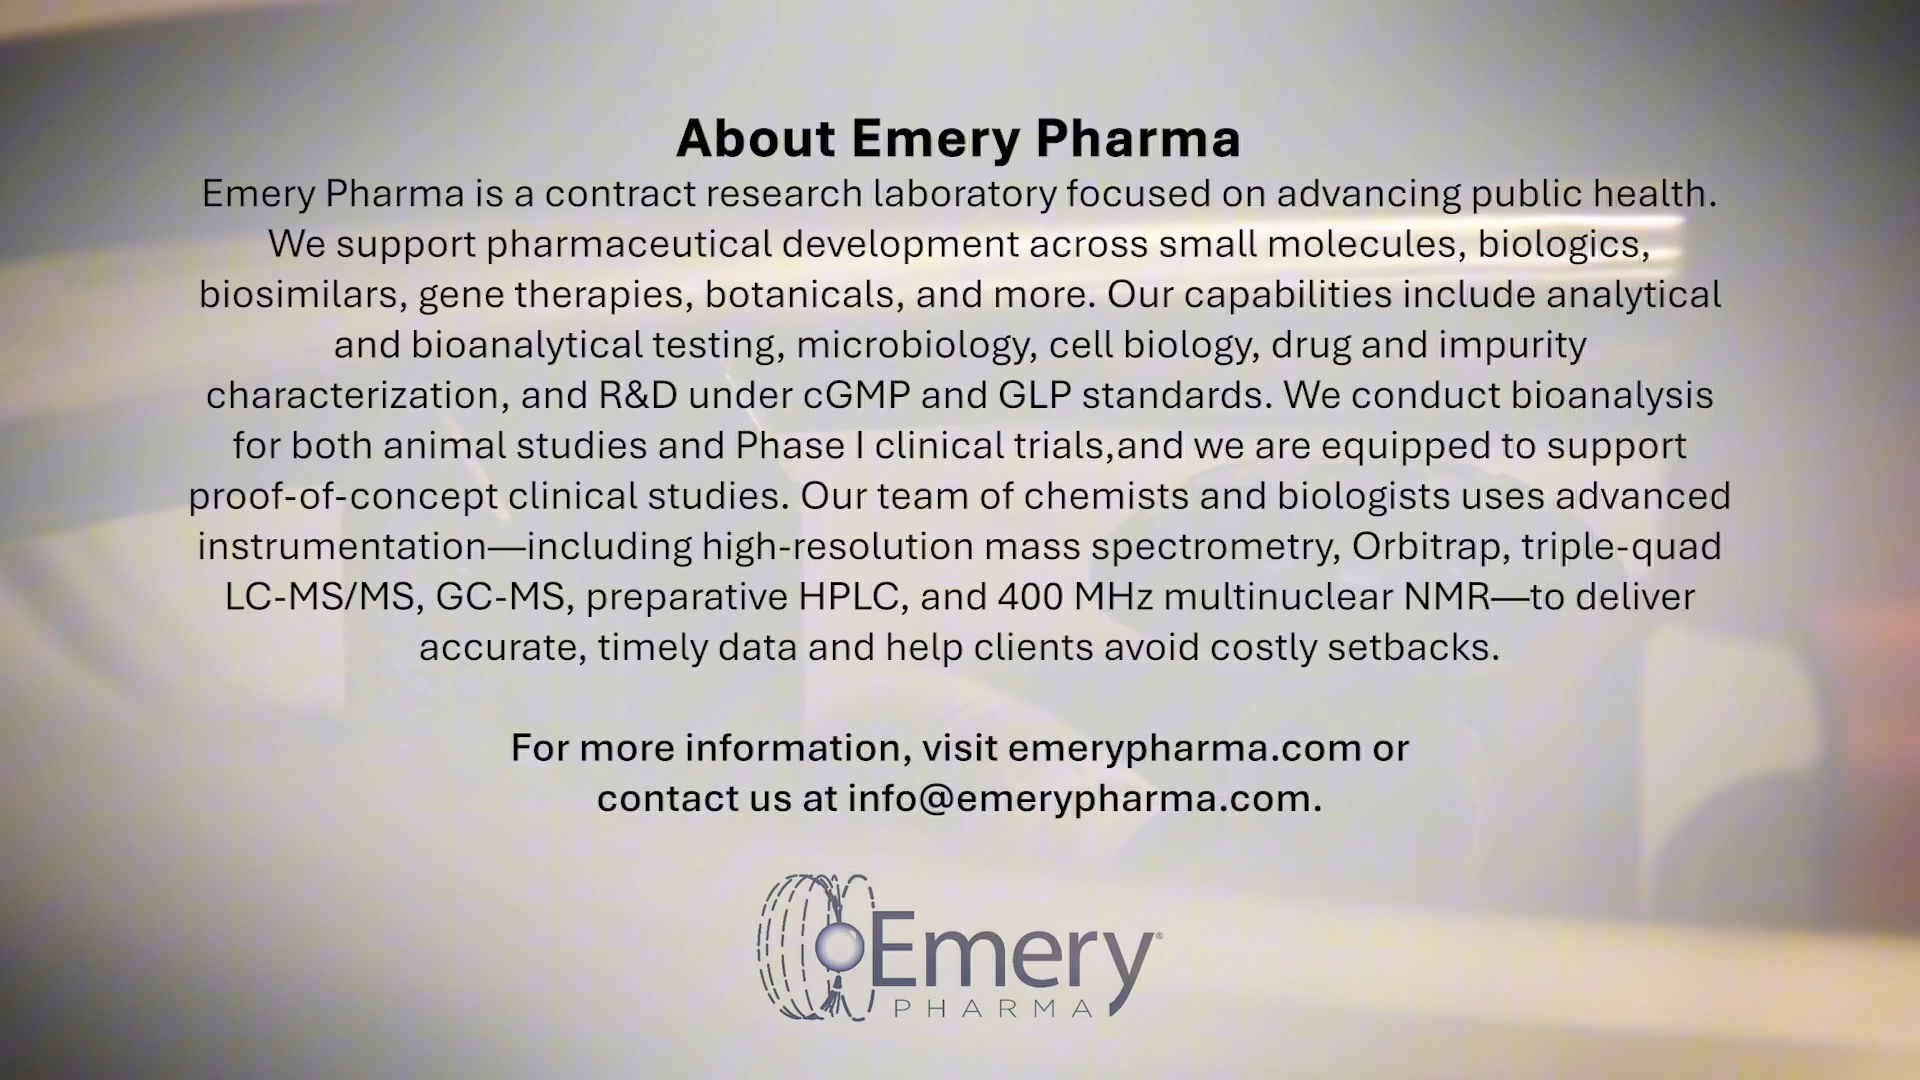 About Emery Pharma
Emery Pharma is a contract research laboratory focused on advancing public health.
We support pharmaceutical development across small molecules, biologics,
biosimilars, gene therapies, botanicals, and more. Our capabilities include analytical
and bioanalytical testing, microbiology, cell biology, drug and impurity
characterization, and R&D under cGMP and GLP standards. We conduct bioanalysis
for both animal studies and Phase I clinical trials,and we are equipped to support
proof-of-concept clinical studies. Our team of chemists and biologists uses advanced
instrumentation—including high-resolution mass spectrometry, Orbitrap, triple-quad
LC-MS/MS, GC-MS, preparative HPLC, and 400 MHz multinuclear NMR—to deliver
accurate, timely data and help clients avoid costly setbacks.
For more information, visit emerypharma.com or
contact us at info@emerypharma.com.
Emery®
PHARMA